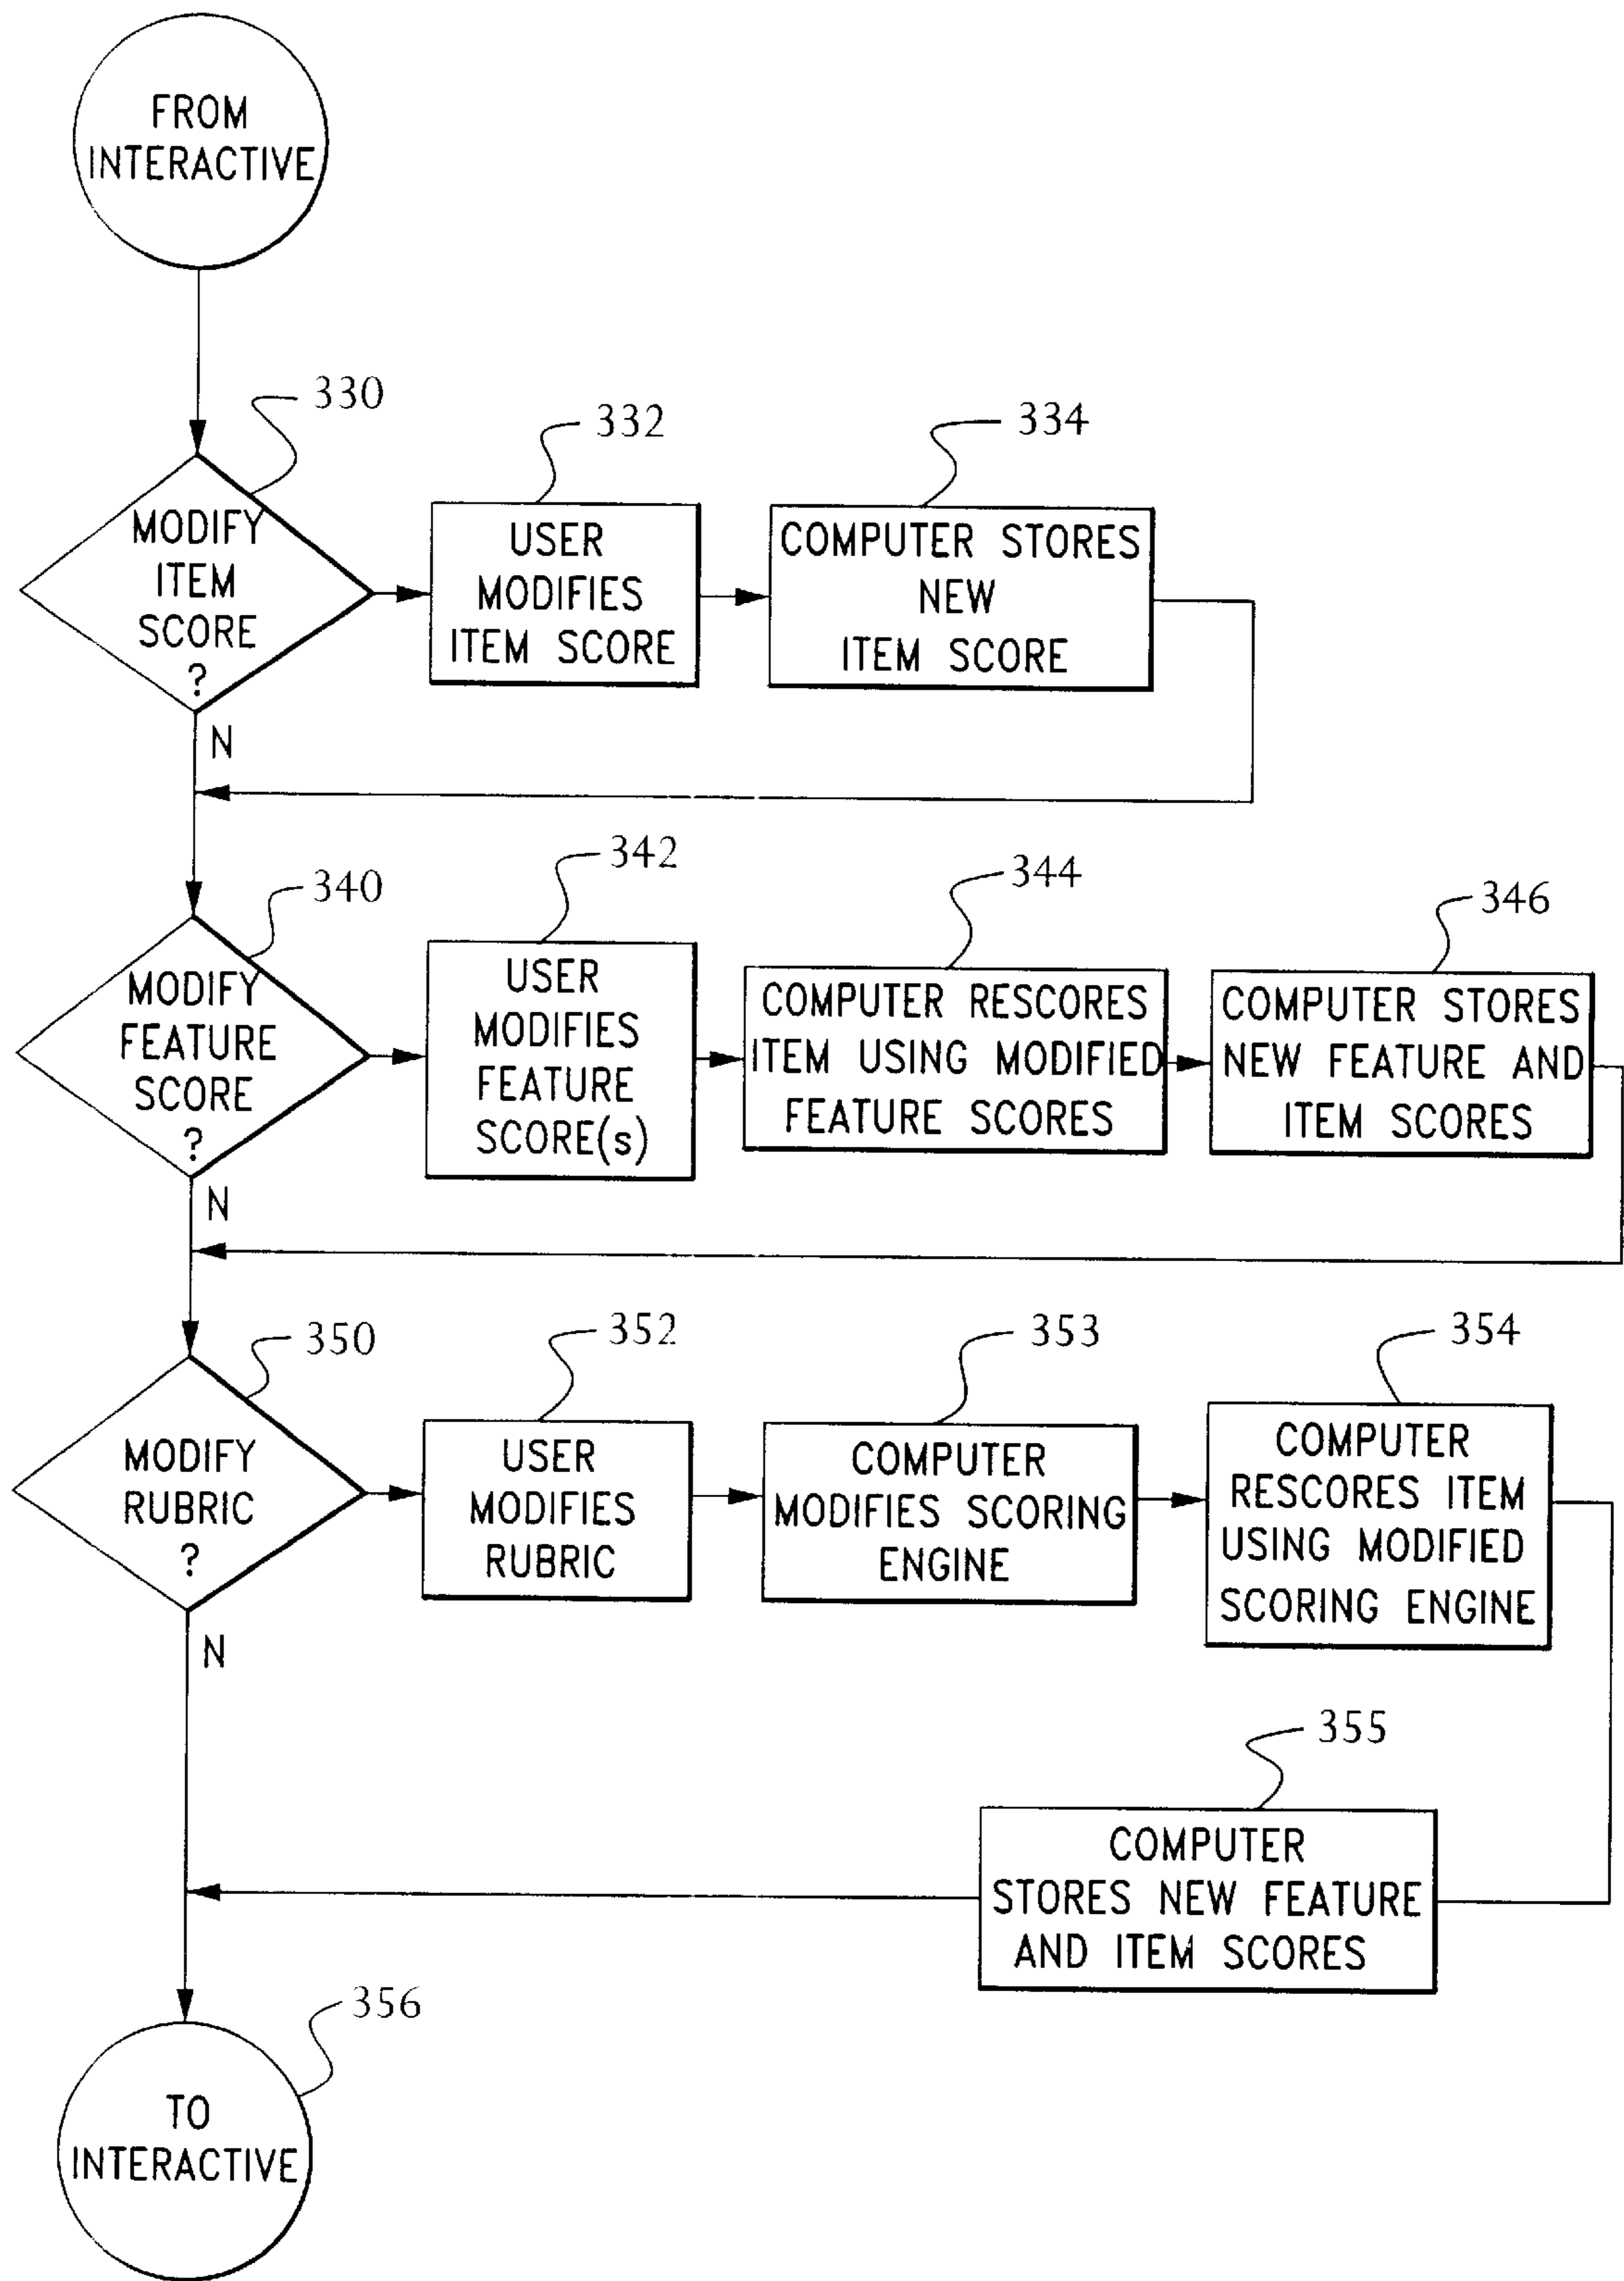 FROM
INTERACTIVE
330
MODIFY
ITEM
SCORE
?
N
332
USER
MODIFIES
ITEM SCORE
334
COMPUTER STORES
NEW
ITEM SCORE
340
MODIFY
FEATURE
SCORE
?
N
342
USER
MODIFIES
FEATURE
SCORE(s)
344
COMPUTER RESCORES
ITEM USING MODIFIED
FEATURE SCORES
346
COMPUTER STORES
NEW FEATURE AND
ITEM SCORES
350
MODIFY
RUBRIC
?
N
352
USER
MODIFIES
RUBRIC
353
COMPUTER
MODIFIES SCORING
ENGINE
354
COMPUTER
RESCORES ITEM
USING MODIFIED
SCORING ENGINE
355
COMPUTER
STORES NEW FEATURE
AND ITEM SCORES
356
TO
INTERACTIVE